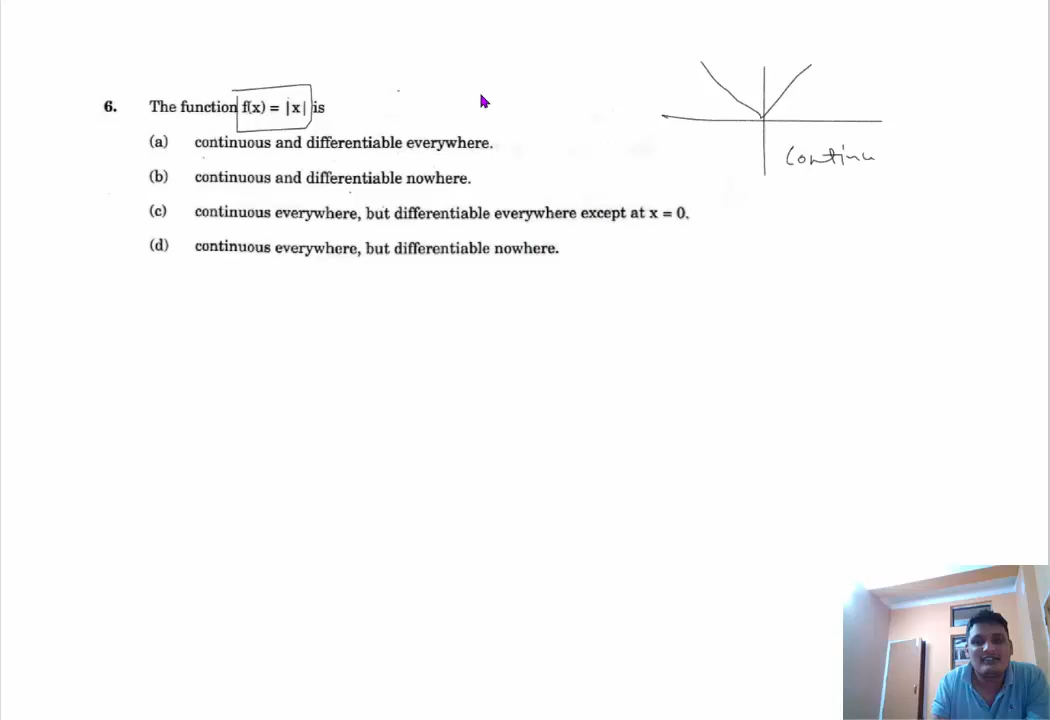 6. The function f(x) = |x| is
(a) continuous and differentiable everywhere.
(b) continuous and differentiable nowhere.
(c) continuous everywhere, but differentiable everywhere except at x = 0.
(d) continuous everywhere, but differentiable nowhere.
Continu